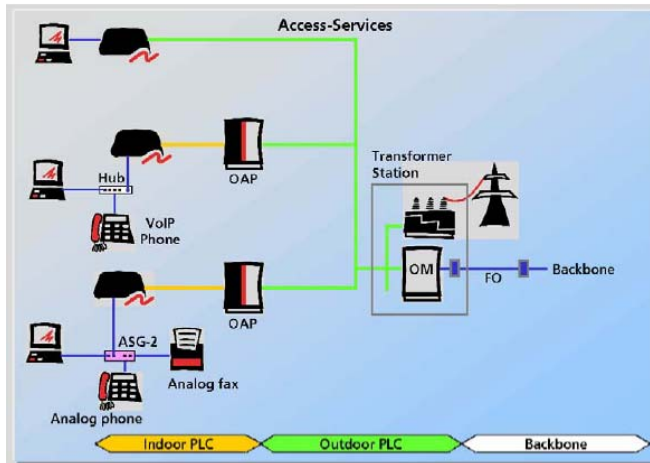 Access-Services
OAP
Hub
VoIP
Phone
Transformer
Station
OM
FO
Backbone
OAP
ASG-2
Analog fax
Analog phone
Indoor PLC
Outdoor PLC
Backbone